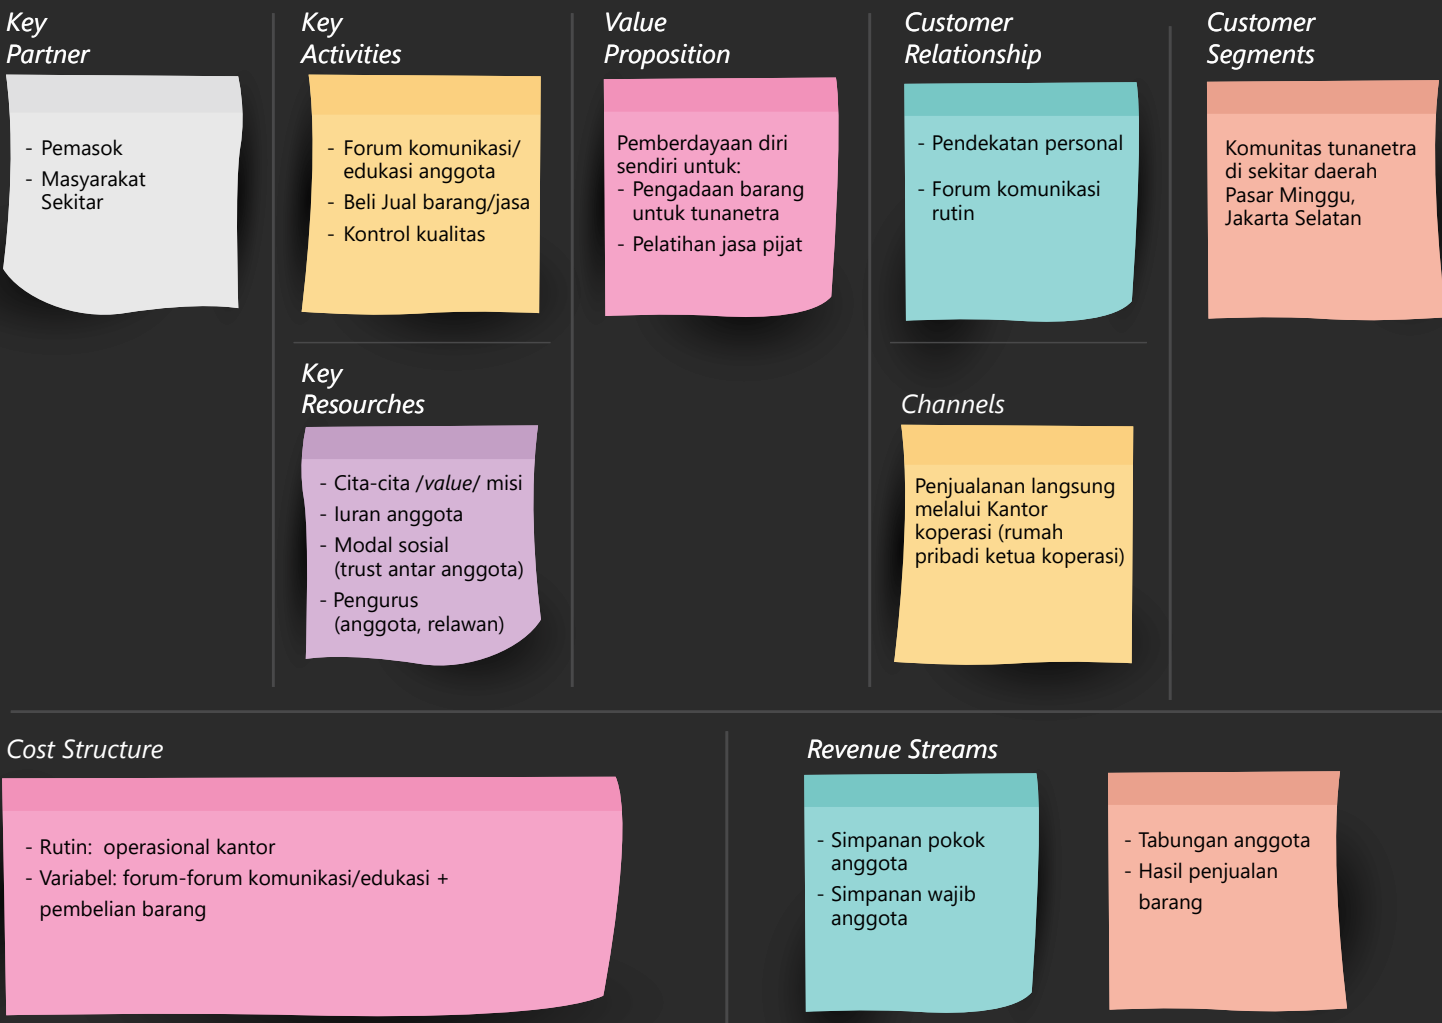 Key
Partner
- Pemasok
- Masyarakat
Sekitar
Key
Activities
- Forum komunikasi/
edukasi anggota
- Beli Jual barang/jasa
- Kontrol kualitas
Key
Resourches
- Cita-cita /value/ misi
- Iuran anggota
- Modal sosial
(trust antar anggota)
- Pengurus
(anggota, relawan)
Value
Proposition
Pemberdayaan diri
sendiri untuk:
- Pengadaan barang
untuk tunanetra
- Pelatihan jasa pijat
Customer
Relationship
- Pendekatan personal
- Forum komunikasi
rutin
Channels
Penjualanan langsung
melalui Kantor
koperasi (rumah
pribadi ketua koperasi)
Customer
Segments
Komunitas tunanetra
di sekitar daerah
Pasar Minggu,
Jakarta Selatan
Cost Structure
- Rutin: operasional kantor
- Variabel: forum-forum komunikasi/edukasi +
pembelian barang
Revenue Streams
- Simpanan pokok
anggota
- Simpanan wajib
anggota
- Tabungan anggota
- Hasil penjualan
barang